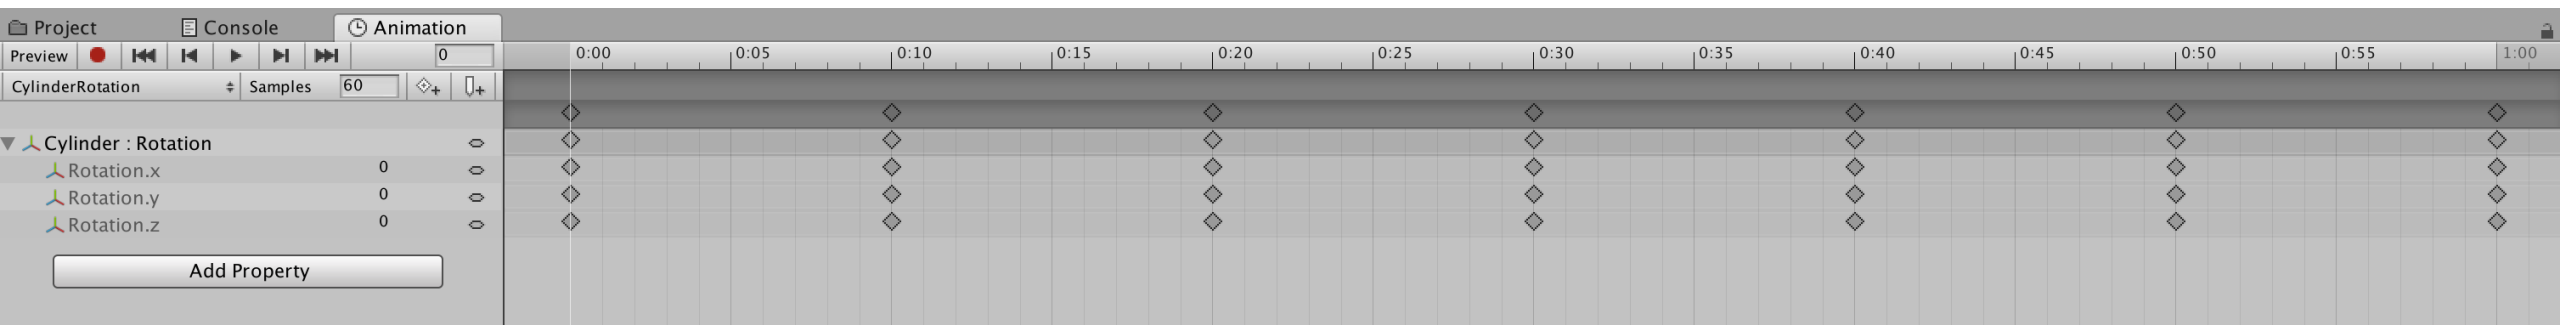 Project Console Animation
Preview 0 0:00 0:05 0:10 0:15 0:20 0:25 0:30 0:35 0:40 0:45 0:50 0:55 1:00
CylinderRotation Samples 60
Cylinder : Rotation
Rotation.x 0
Rotation.y 0
Rotation.z 0
Add Property